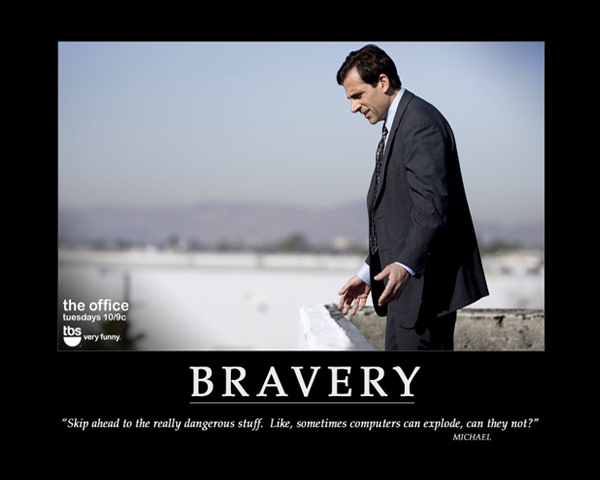 the office
tuesdays 10/9c
tbs
very funny.
BRAVERY
“Skip ahead to the really dangerous stuff.  Like, sometimes computers can explode, can they not?”
MICHAEL